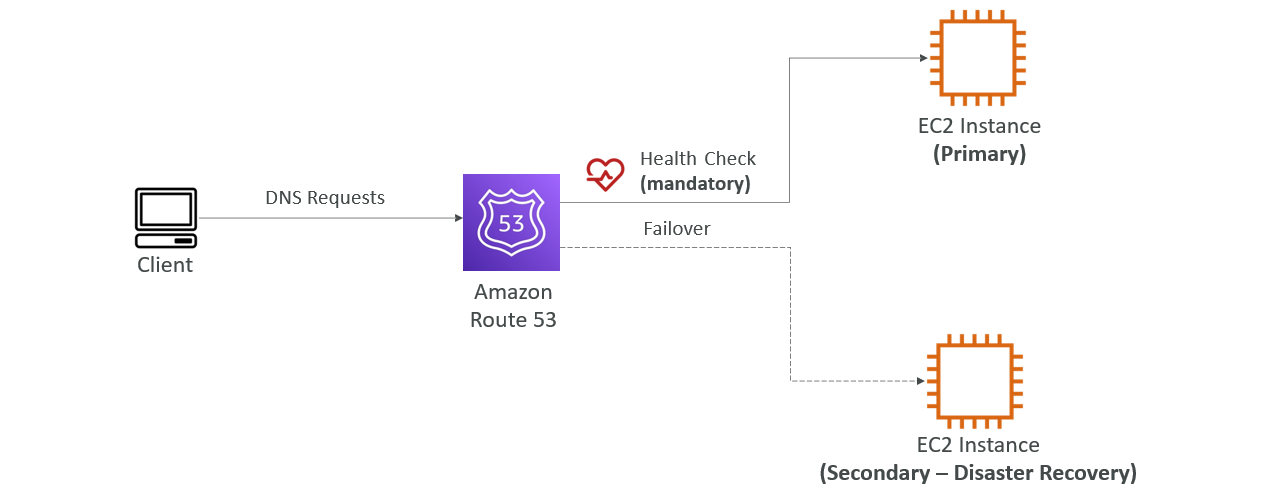 EC2 Instance
(Primary)
Health Check
(mandatory)
DNS Requests
53
Failover
Client
Amazon
Route 53
EC2 Instance
(Secondary – Disaster Recovery)